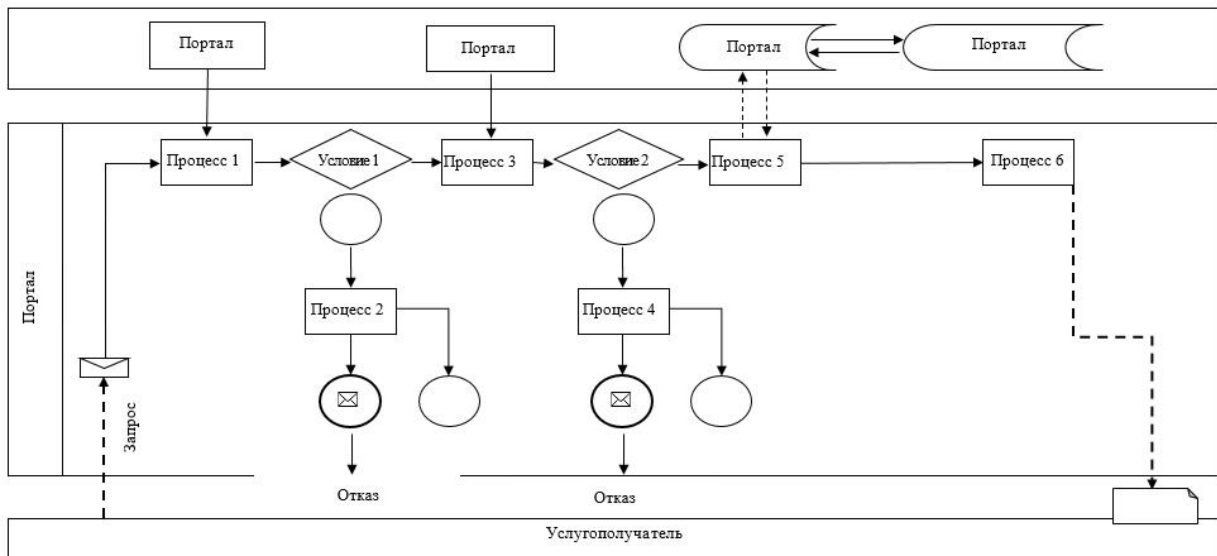 Портал
Портал
Портал
Портал
Процесс 1
Условие 1
Процесс 3
Условие 2
Процесс 5
Процесс 6
Портал
Процесс 2
Процесс 4
Запрос
Отказ
Отказ
Услугополучатель